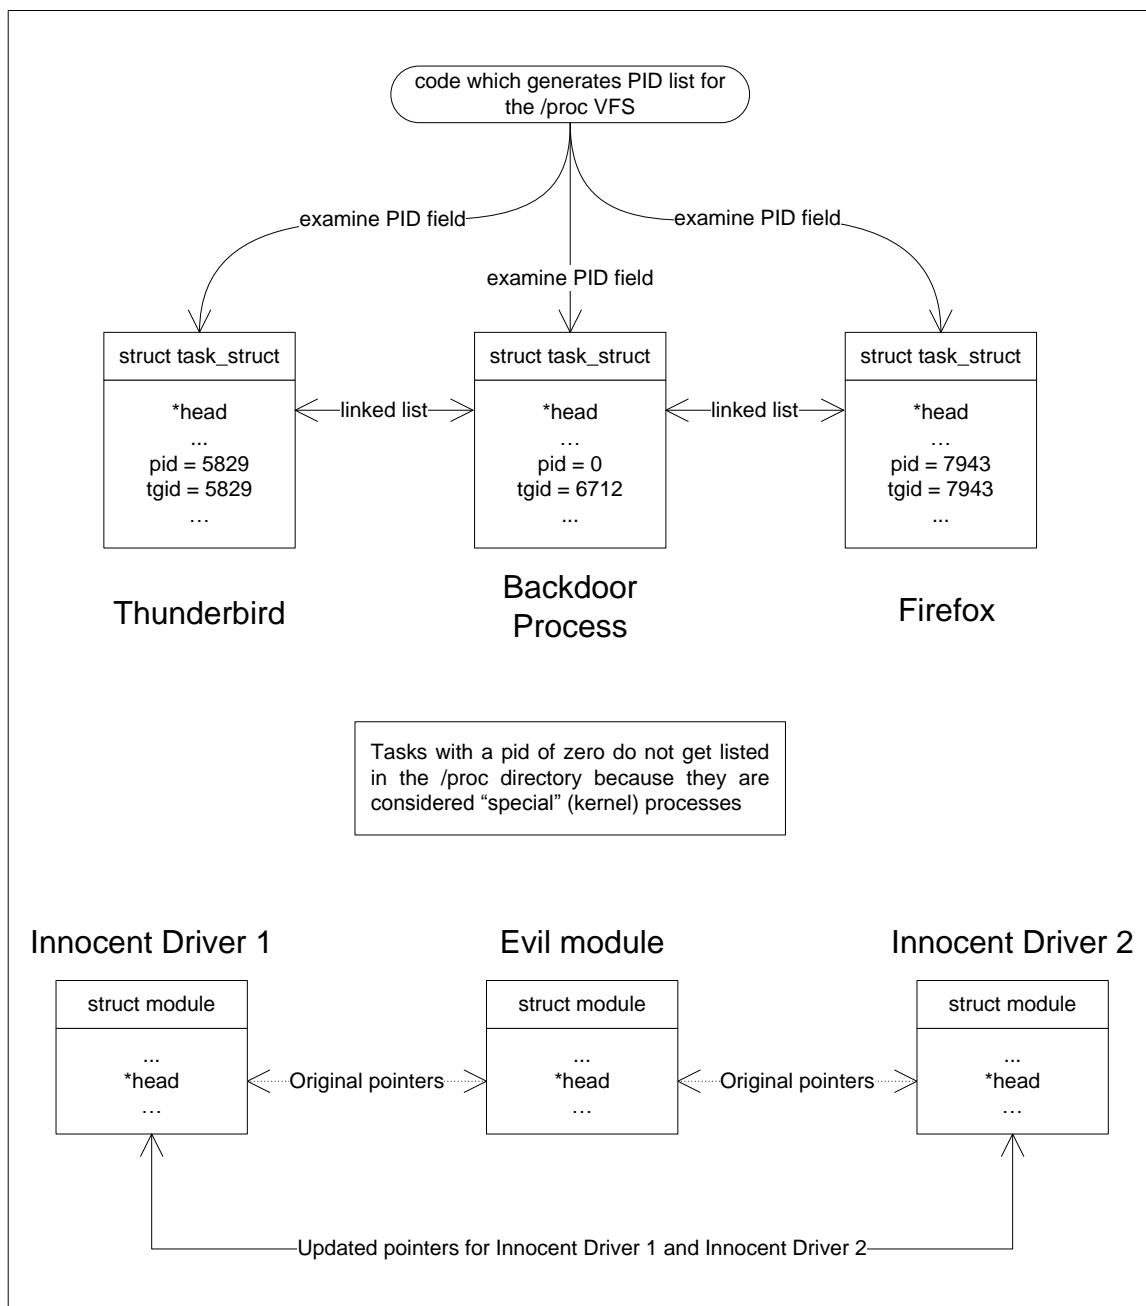 code which generates PID list for
the /proc VFS
examine PID field
examine PID field
examine PID field
struct task_struct
*head
...
pid = 5829
tgid = 5829
…
linked list
struct task_struct
*head
…
pid = 0
tgid = 6712
...
linked list
struct task_struct
*head
…
pid = 7943
tgid = 7943
...
Thunderbird
Backdoor
Process
Firefox
Tasks with a pid of zero do not get listed
in the /proc directory because they are
considered “special” (kernel) processes
Innocent Driver 1
Evil module
Innocent Driver 2
struct module
...
*head
…
Original pointers
struct module
...
*head
…
Original pointers
struct module
...
*head
…
Updated pointers for Innocent Driver 1 and Innocent Driver 2